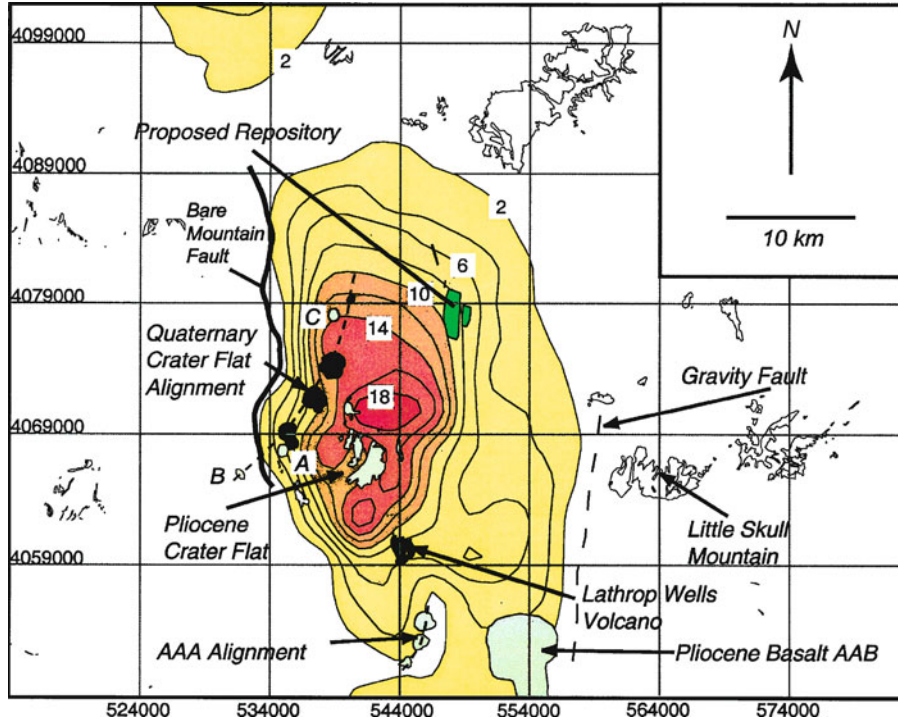 4099000
2
N
Proposed Repository
4089000
Bare
Mountain
Fault
2
10 km
6
4079000
10
C
14
Quaternary
Crater Flat
Alignment
Gravity Fault
18
4069000
A
B
Pliocene
Crater Flat
Little Skull
Mountain
4059000
Lathrop Wells
Volcano
AAA Alignment
Pliocene Basalt AAB
524000 534000 544000 554000 564000 574000